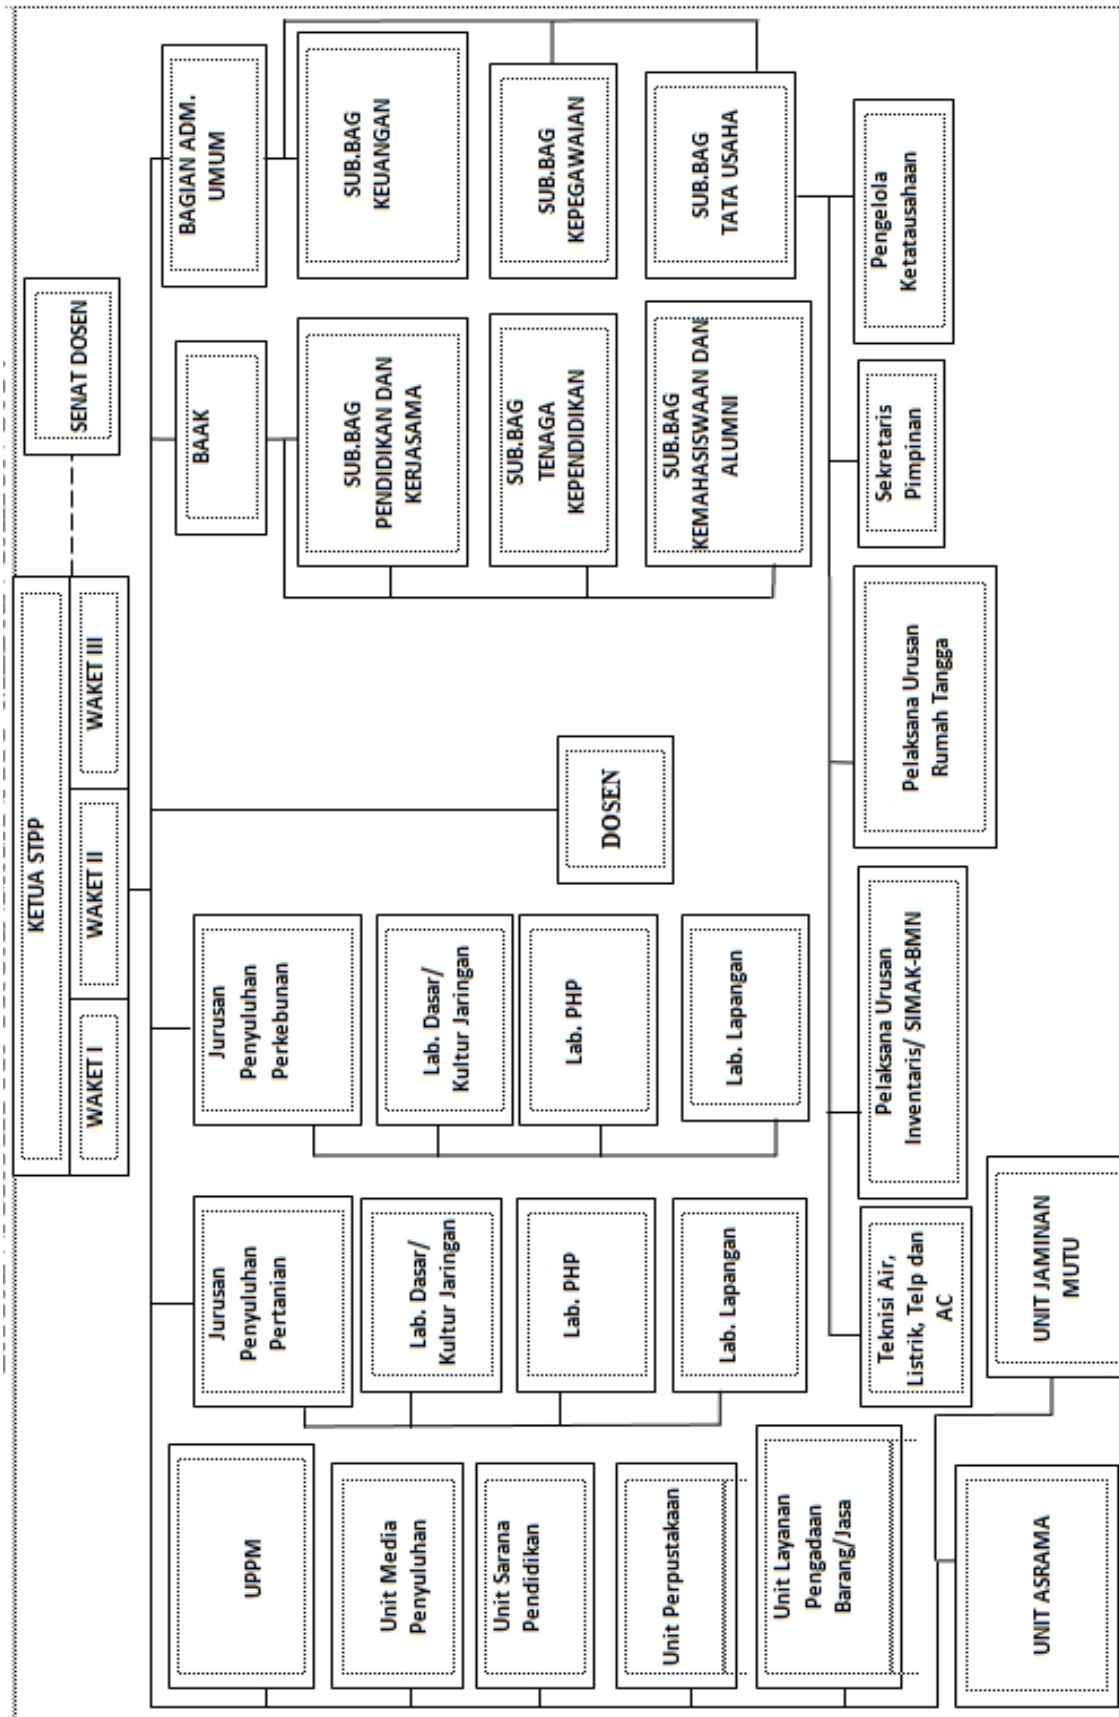 KETUA STPP
WAKET I
WAKET II
WAKET III
SENAT DOSEN
UPPM
Unit Media
Penyuluhan
Unit Sarana
Pendidikan
Unit Perpustakaan
Unit Layanan
Pengadaan
Barang/Jasa
UNIT ASRAMA
UNIT JAMINAN
MUTU
Jurusan
Penyuluhan
Pertanian
Lab. Dasar/
Kultur Jaringan
Lab. PHP
Lab. Lapangan
Jurusan
Penyuluhan
Perkebunan
Lab. Dasar/
Kultur Jaringan
Lab. PHP
Lab. Lapangan
DOSEN
BAAK
SUB.BAG
PENDIDIKAN DAN
KERJASAMA
SUB.BAG
TENAGA
KEPENDIDIKAN
SUB.BAG
KEMAHASISWAAN DAN
ALUMNI
BAGIAN ADM.
UMUM
SUB.BAG
KEUANGAN
SUB.BAG
KEPEGAWAIAN
SUB.BAG
TATA USAHA
Teknisi Air,
Listrik, Telp dan
AC
Pelaksana Urusan
Inventaris/ SIMAK-BMN
Pelaksana Urusan
Rumah Tangga
Sekretaris
Pimpinan
Pengelola
Ketatausahaan